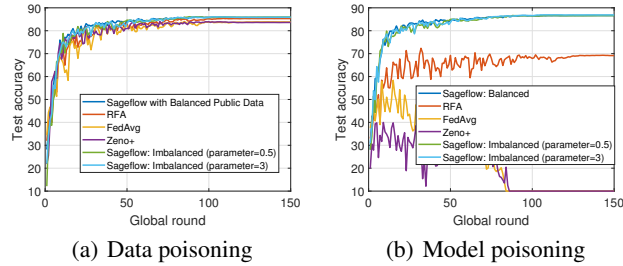 90
80
70
60
50
40
30
20
10
Test accuracy
0
50
100
150
Global round
Sageflow with Balanced Public Data
RFA
FedAvg
Zeno+
Sageflow: Imbalanced (parameter=0.5)
Sageflow: Imbalanced (parameter=3)
(a) Data poisoning
90
80
70
60
50
40
30
20
10
Test accuracy
0
50
100
150
Global round
Sageflow: Balanced
RFA
FedAvg
Zeno+
Sageflow: Imbalanced (parameter=0.5)
Sageflow: Imbalanced (parameter=3)
(b) Model poisoning